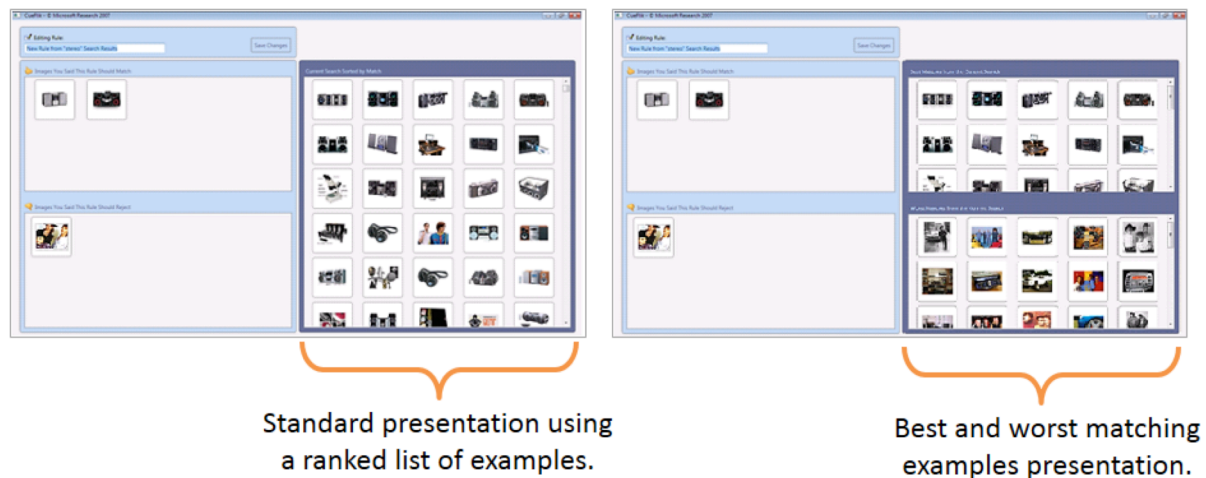 CueFlik - © Microsoft Research 2007
Editing Rule:
New Rule from "stereo" Search Results
Save Changes
Images You Said This Rule Should Match
Current Search Sorted by Match
Images You Said This Rule Should Reject
CueFlik - © Microsoft Research 2007
Editing Rule:
New Rule from "stereo" Search Results
Save Changes
Images You Said This Rule Should Match
Images You Said This Rule Should Reject
Standard presentation using
a ranked list of examples.
Best and worst matching
examples presentation.